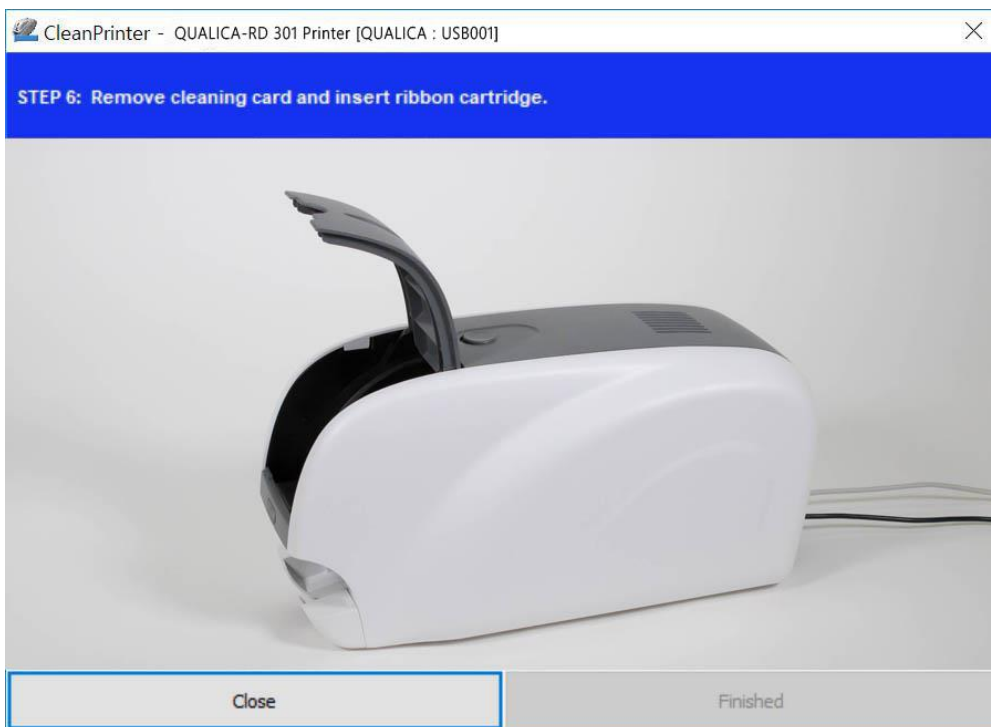 CleanPrinter - QUALICA-RD 301 Printer [QUALICA : USB001]
STEP 6: Remove cleaning card and insert ribbon cartridge.
Close
Finished